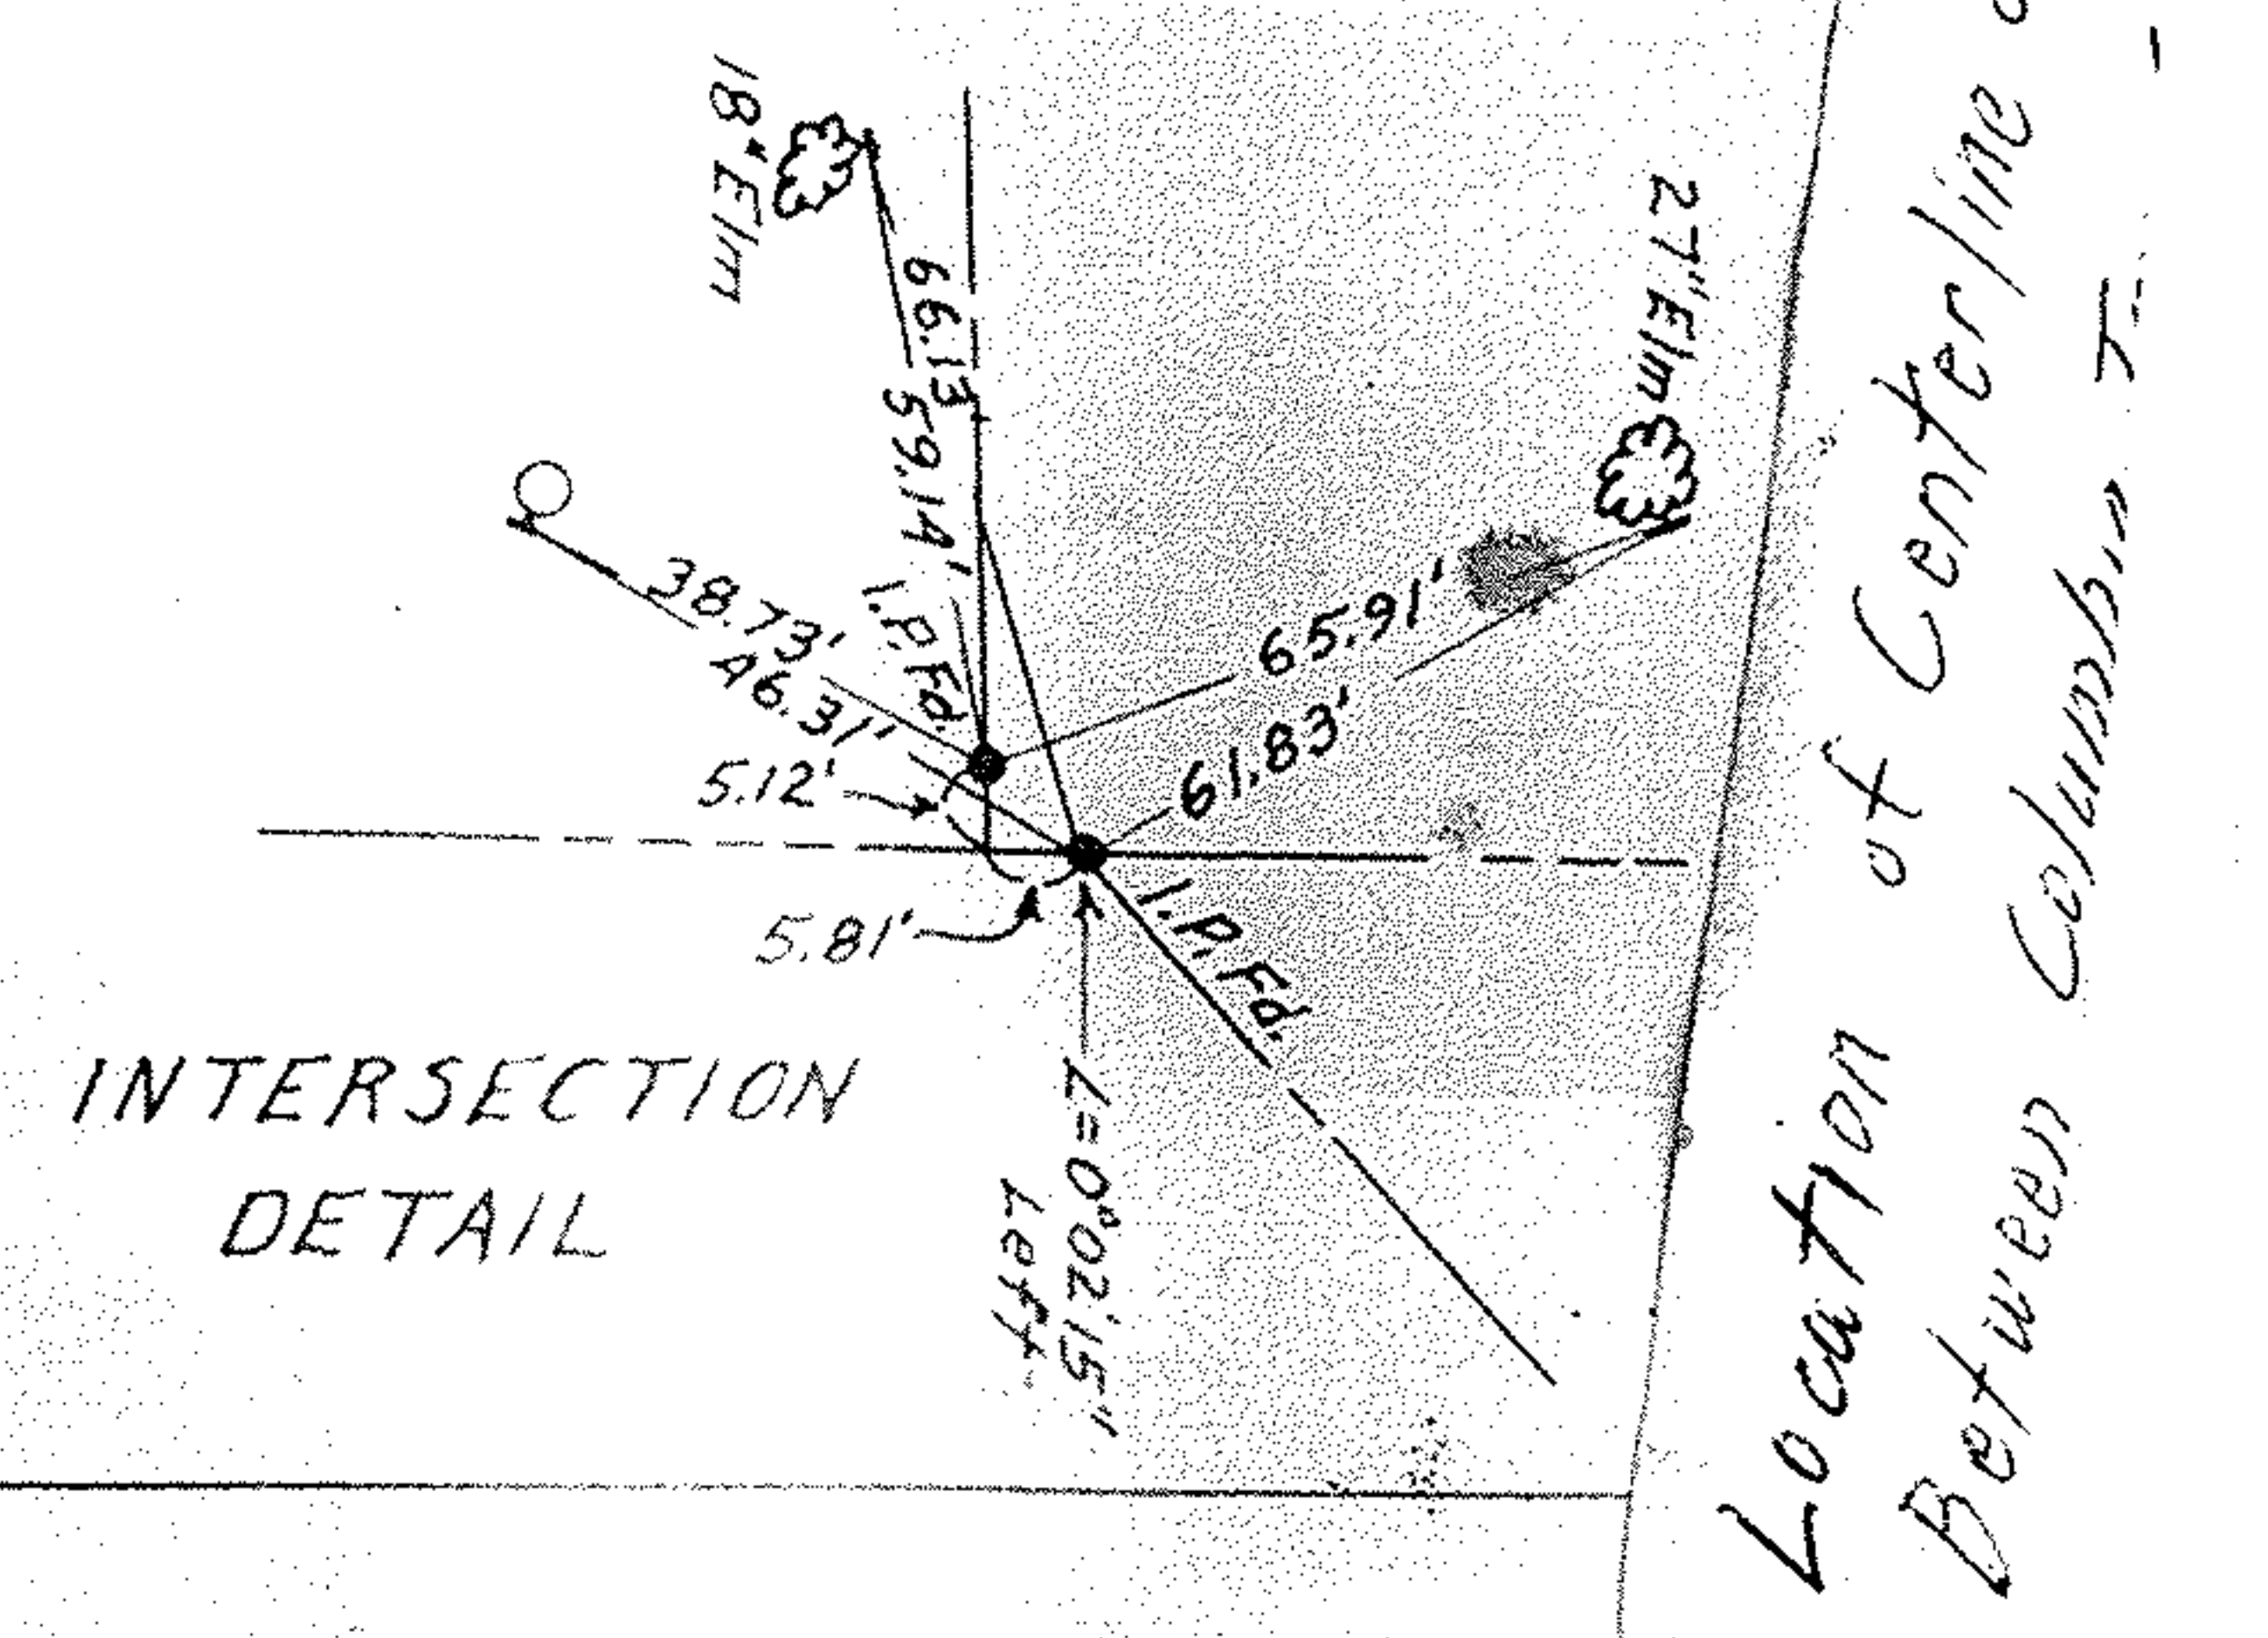 18" Elm
66.13
59.14'
I.P. Fd.
27" Elm
38.73'
46.31'
65.91'
61.83'
5.12'
5.81'
I.P. Fd.
∠=0°02'15"
Left
INTERSECTION
DETAIL
Location of Centerline
Between